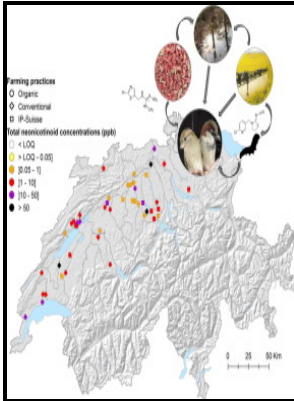 Farming practices
Organic
Conventional
IP-Suisse
Total neonicotinoid concentrations (ppb)
< LOQ
> LOQ - 0.05]
]0.05 - 1]
]1 - 10]
]10 - 50]
> 50
0 25 50 Km